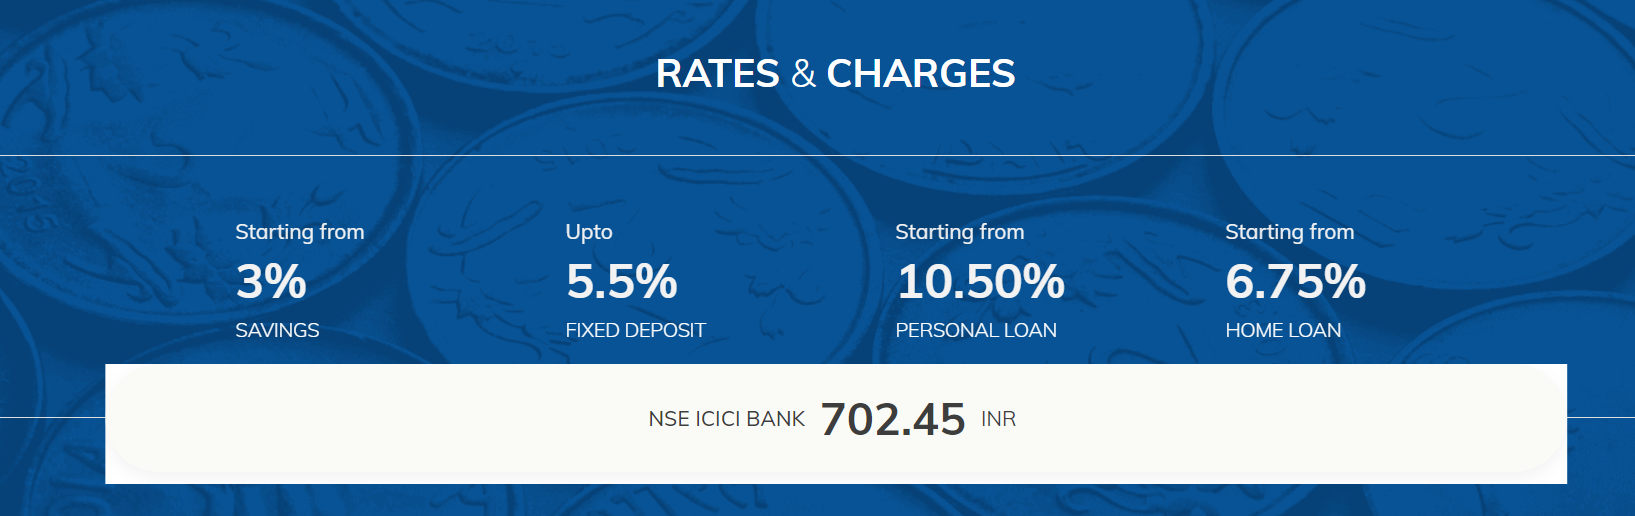 RATES & CHARGES
Starting from
3%
SAVINGS
Upto
5.5%
FIXED DEPOSIT
Starting from
10.50%
PERSONAL LOAN
Starting from
6.75%
HOME LOAN
NSE ICICI BANK 702.45 INR
2015